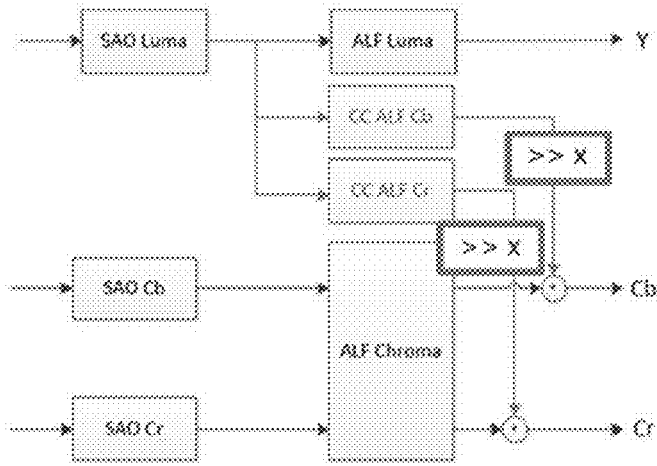 SAO Luma
ALF Luma
Y
CC ALF Cb
>> X
CC ALF Cr
>> X
SAO Cb
Cb
ALF Chroma
SAO Cr
Cr